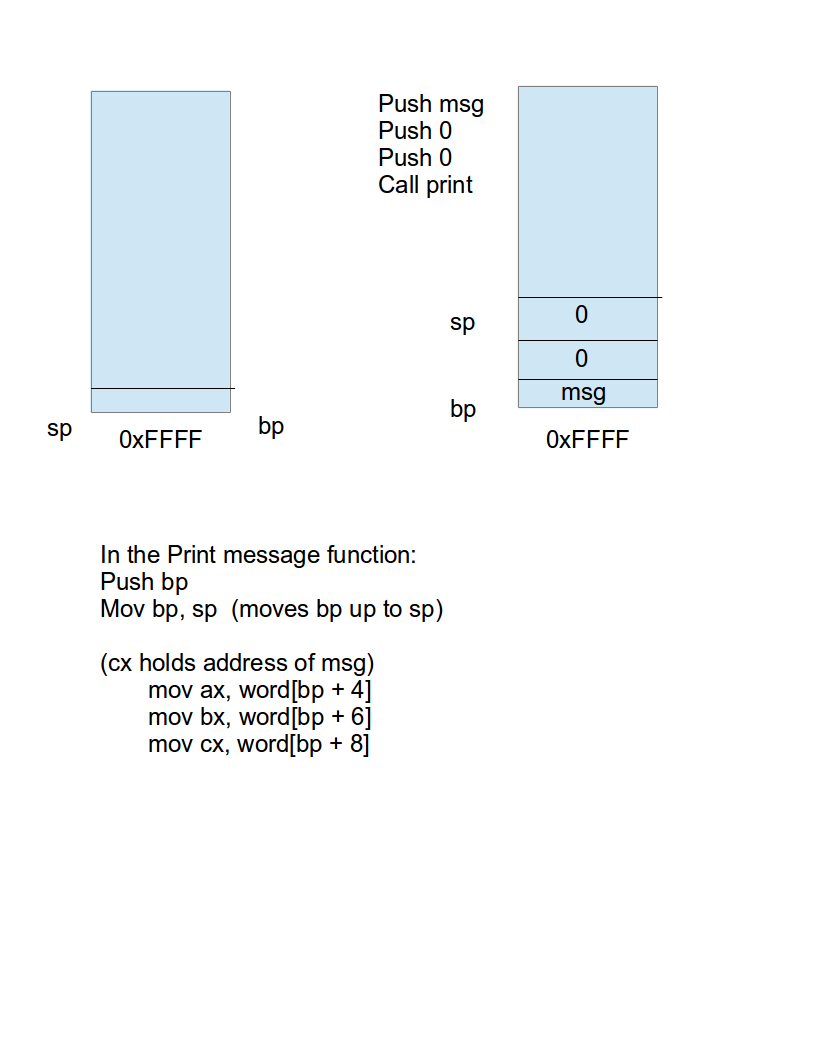 Push msg
Push 0
Push 0
Call print
sp
0
0
msg
bp
sp
0xFFFF
bp
0xFFFF
In the Print message function:
Push bp
Mov bp, sp  (moves bp up to sp)
(cx holds address of msg)
mov ax, word[bp + 4]
mov bx, word[bp + 6]
mov cx, word[bp + 8]